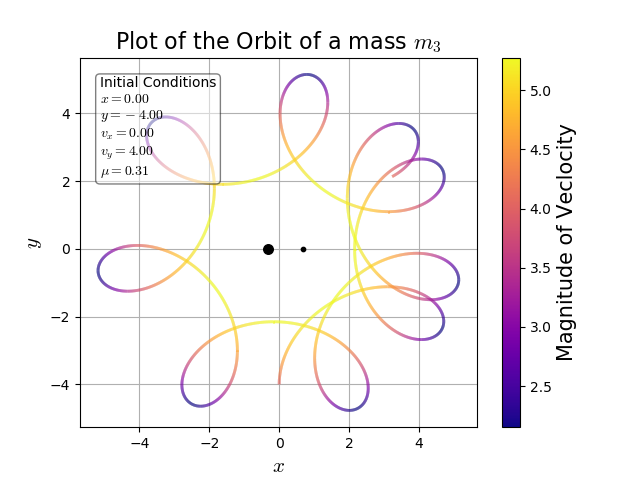 Plot of the Orbit of a mass m₃
Initial Conditions
x = 0.00
y = −4.00
vₓ = 0.00
v_y = 4.00
μ = 0.31
4
2
0
−2
−4
y
−4
−2
0
2
4
x
5.0
4.5
4.0
3.5
3.0
2.5
Magnitude of Veclocity